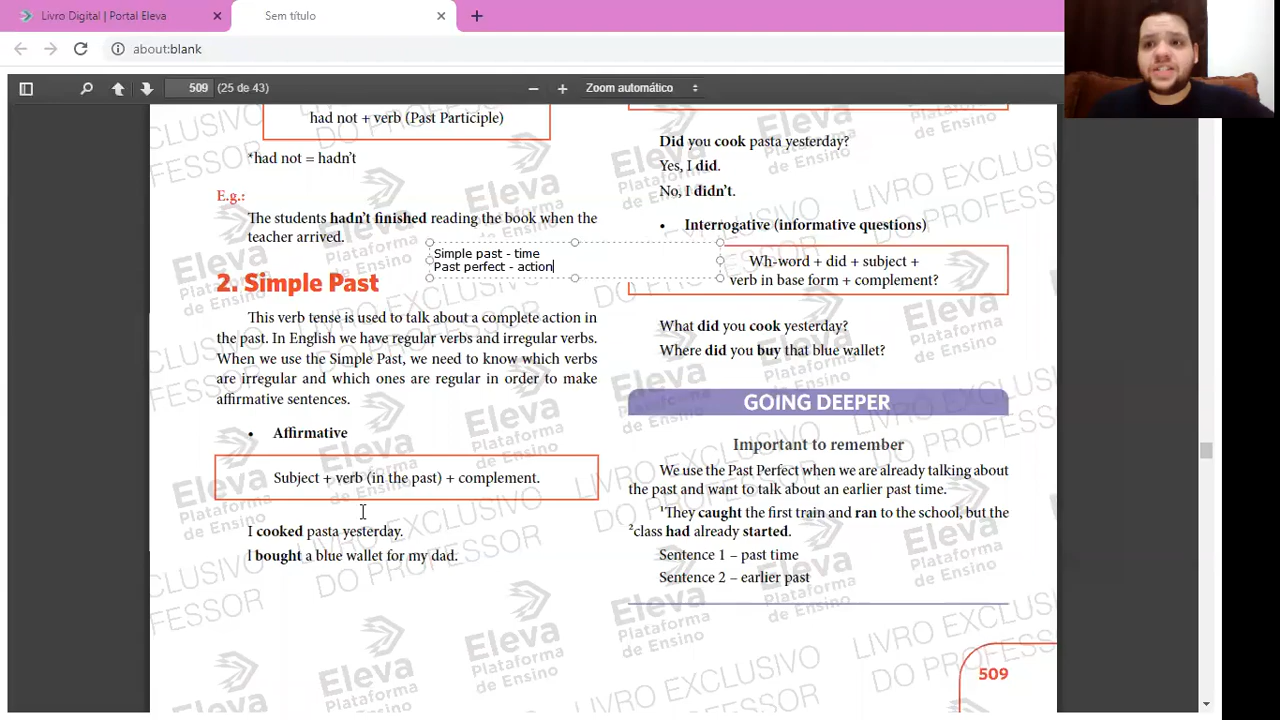 Livro Digital | Portal Eleva
Sem título
about:blank
509 (25 de 43)
Zoom automático
had not + verb (Past Participle)
*had not = hadn't
E.g.:
The students hadn't finished reading the book when the
teacher arrived.
Simple past - time
Past perfect - action
2. Simple Past
This verb tense is used to talk about a complete action in
the past. In English we have regular verbs and irregular verbs.
When we use the Simple Past, we need to know which verbs
are irregular and which ones are regular in order to make
affirmative sentences.
• Affirmative
Subject + verb (in the past) + complement.
I cooked pasta yesterday.
I bought a blue wallet for my dad.
Did you cook pasta yesterday?
Yes, I did.
No, I didn't.
• Interrogative (informative questions)
Wh-word + did + subject +
verb in base form + complement?
What did you cook yesterday?
Where did you buy that blue wallet?
GOING DEEPER
Important to remember
We use the Past Perfect when we are already talking about
the past and want to talk about an earlier past time.
¹They caught the first train and ran to the school, but the
²class had already started.
Sentence 1 – past time
Sentence 2 – earlier past
509
Eleva
Plataforma
de Ensino
LIVRO EXCLUSIVO
DO PROFESSOR